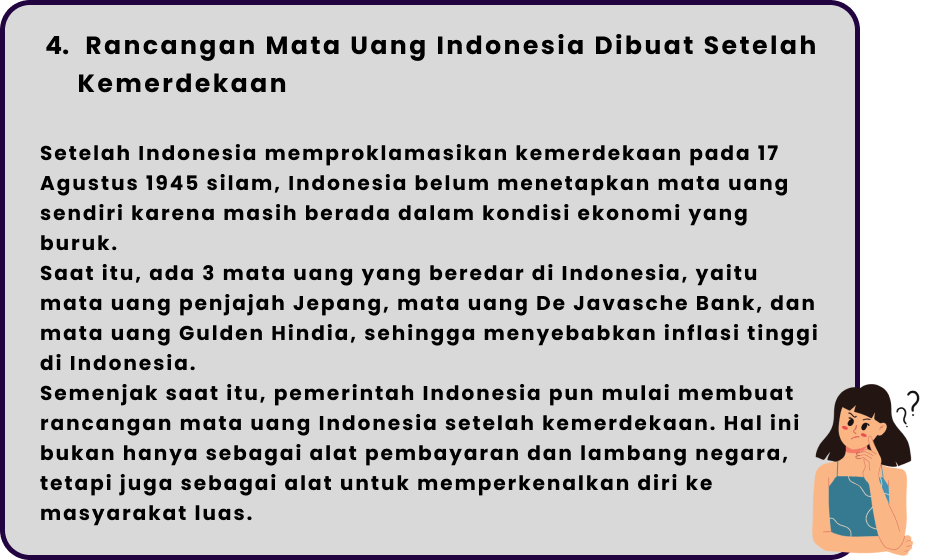 4. Rancangan Mata Uang Indonesia Dibuat Setelah
Kemerdekaan
Setelah Indonesia memproklamasikan kemerdekaan pada 17
Agustus 1945 silam, Indonesia belum menetapkan mata uang
sendiri karena masih berada dalam kondisi ekonomi yang
buruk.
Saat itu, ada 3 mata uang yang beredar di Indonesia, yaitu
mata uang penjajah Jepang, mata uang De Javasche Bank, dan
mata uang Gulden Hindia, sehingga menyebabkan inflasi tinggi
di Indonesia.
Semenjak saat itu, pemerintah Indonesia pun mulai membuat
rancangan mata uang Indonesia setelah kemerdekaan. Hal ini
bukan hanya sebagai alat pembayaran dan lambang negara,
tetapi juga sebagai alat untuk memperkenalkan diri ke
masyarakat luas.
??